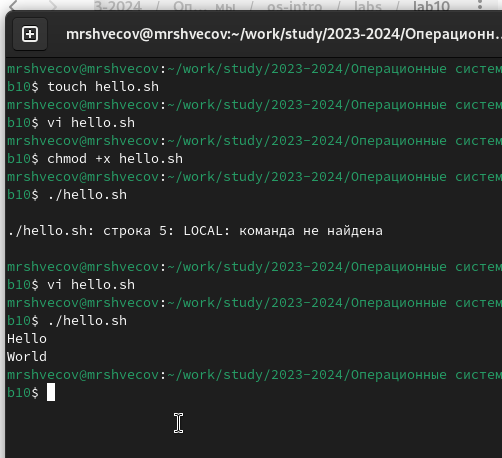 3-2024 / Оп... мы / os-intro / labs / lab10
mrshvecov@mrshvecov:~/work/study/2023-2024/Операционн...
mrshvecov@mrshvecov:~/work/study/2023-2024/Операционные систем
b10$ touch hello.sh
mrshvecov@mrshvecov:~/work/study/2023-2024/Операционные систем
b10$ vi hello.sh
mrshvecov@mrshvecov:~/work/study/2023-2024/Операционные систем
b10$ chmod +x hello.sh
mrshvecov@mrshvecov:~/work/study/2023-2024/Операционные систем
b10$ ./hello.sh
./hello.sh: строка 5: LOCAL: команда не найдена
mrshvecov@mrshvecov:~/work/study/2023-2024/Операционные систем
b10$ vi hello.sh
mrshvecov@mrshvecov:~/work/study/2023-2024/Операционные систем
b10$ ./hello.sh
Hello
World
mrshvecov@mrshvecov:~/work/study/2023-2024/Операционные систем
b10$